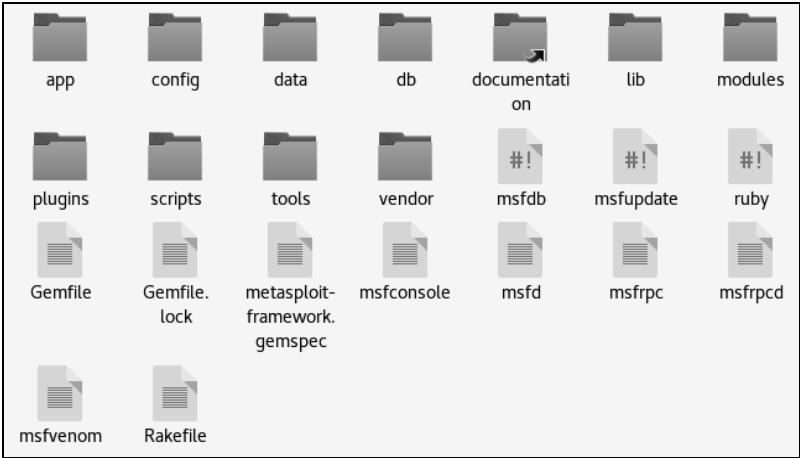 app config data db documentati lib modules
on
plugins scripts tools vendor #! msfdb #! msfupdate #! ruby
Gemfile Gemfile. metasploit- msfconsole msfd msfrpc msfrpcd
lock framework.
gemspec
msfvenom Rakefile